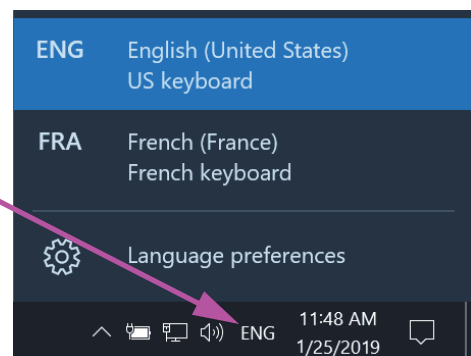 ENG English (United States)
US keyboard
FRA French (France)
French keyboard
Language preferences
ENG 11:48 AM
1/25/2019